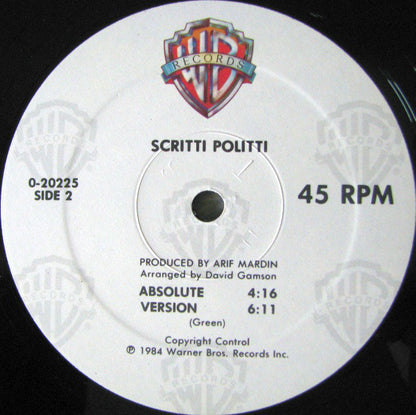 WB
RECORDS
SCRITTI POLITTI
0-20225
SIDE 2
45 RPM
PRODUCED BY ARIF MARDIN
Arranged by David Gamson
ABSOLUTE 4:16
VERSION 6:11
(Green)
Copyright Control
℗ 1984 Warner Bros. Records Inc.